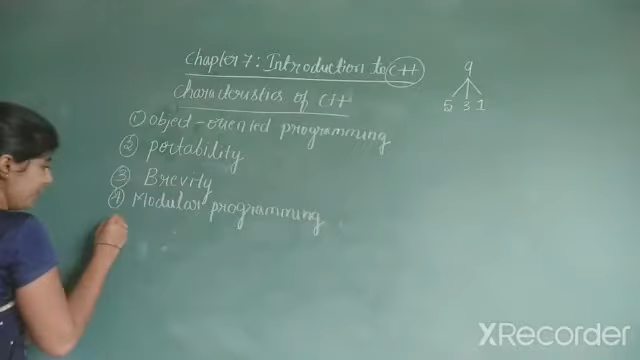 Chapter 7: Introduction to C++
Characteristics of C++
① Object-oriented programming
② Portability
③ Brevity
④ Modular programming
9
5 3 1
XRecorder